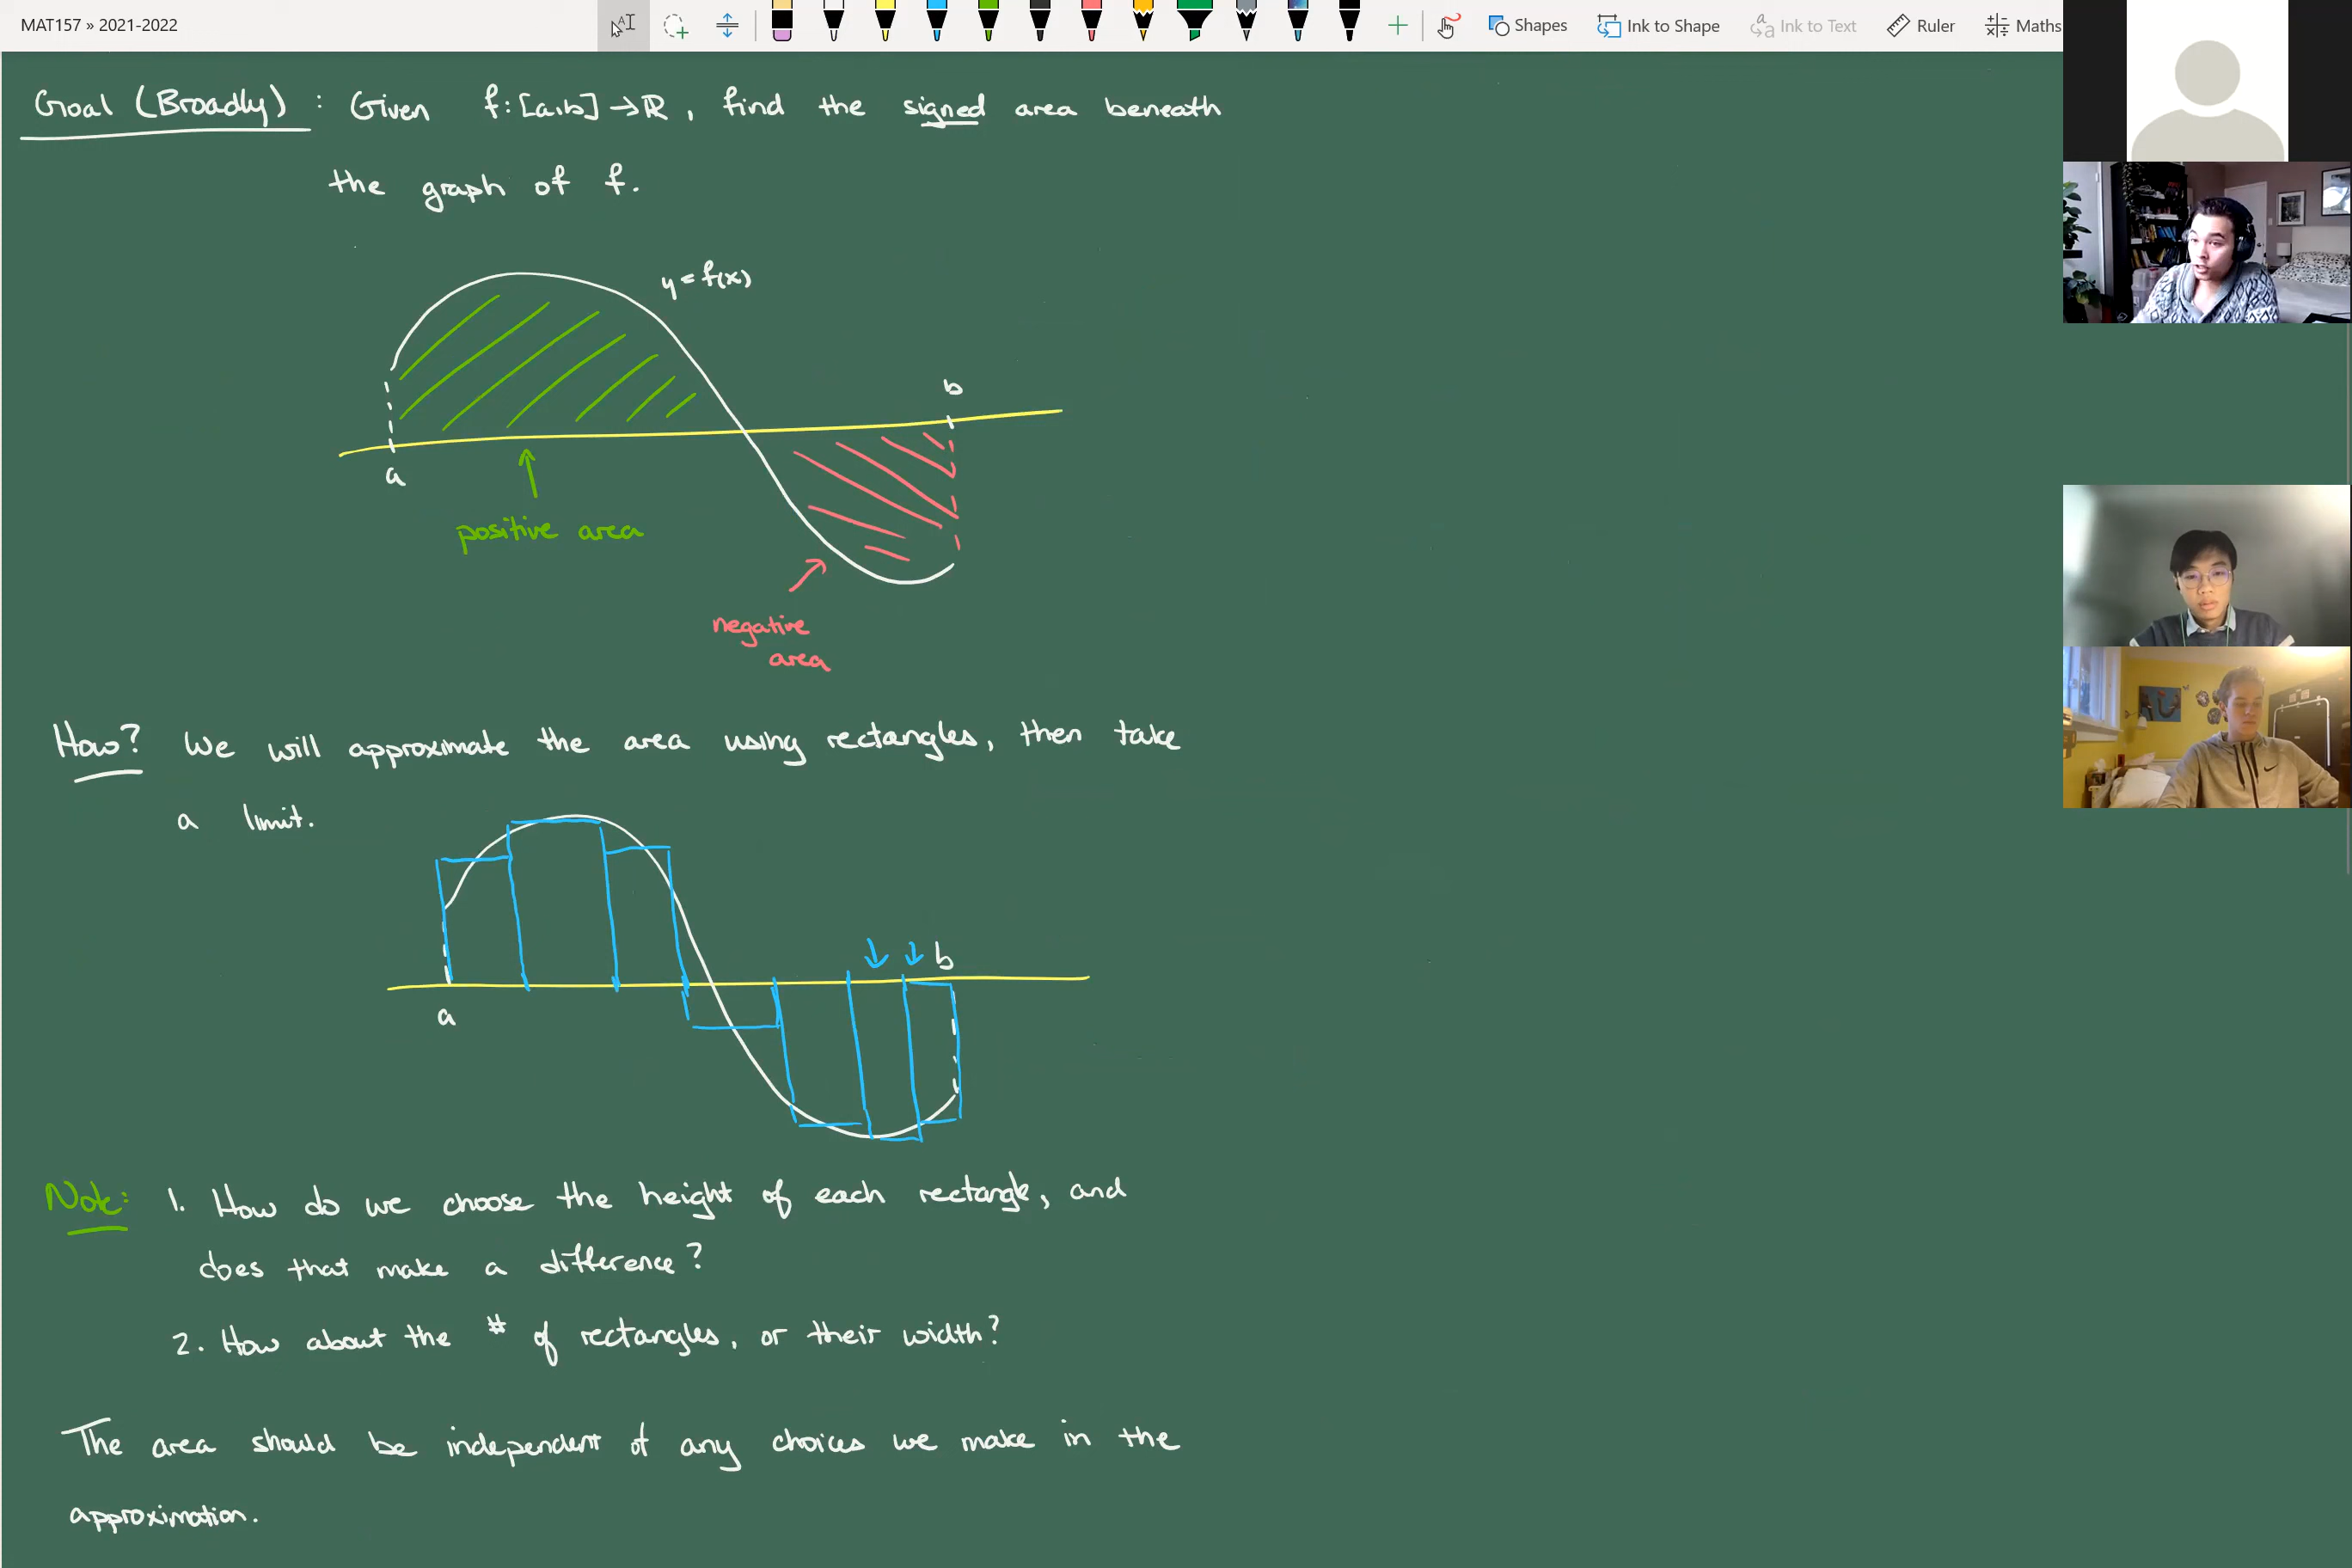 MAT157 » 2021-2022
Shapes
Ink to Shape
Ink to Text
Ruler
Maths
Goal (Broadly) : Given f:[a,b] → ℝ, find the signed area beneath
the graph of f.
y = f(x)
b
a
positive area
negative
area
How? We will approximate the area using rectangles, then take
a limit.
b
a
Note: 1. How do we choose the height of each rectangle, and
does that make a difference?
2. How about the # of rectangles, or their width?
The area should be independent of any choices we make in the
approximation.